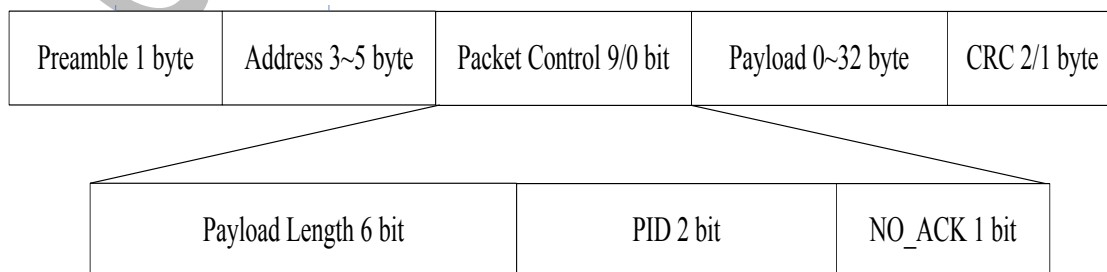 Preamble 1 byte
Address 3~5 byte
Packet Control 9/0 bit
Payload 0~32 byte
CRC 2/1 byte
Payload Length 6 bit
PID 2 bit
NO_ACK 1 bit